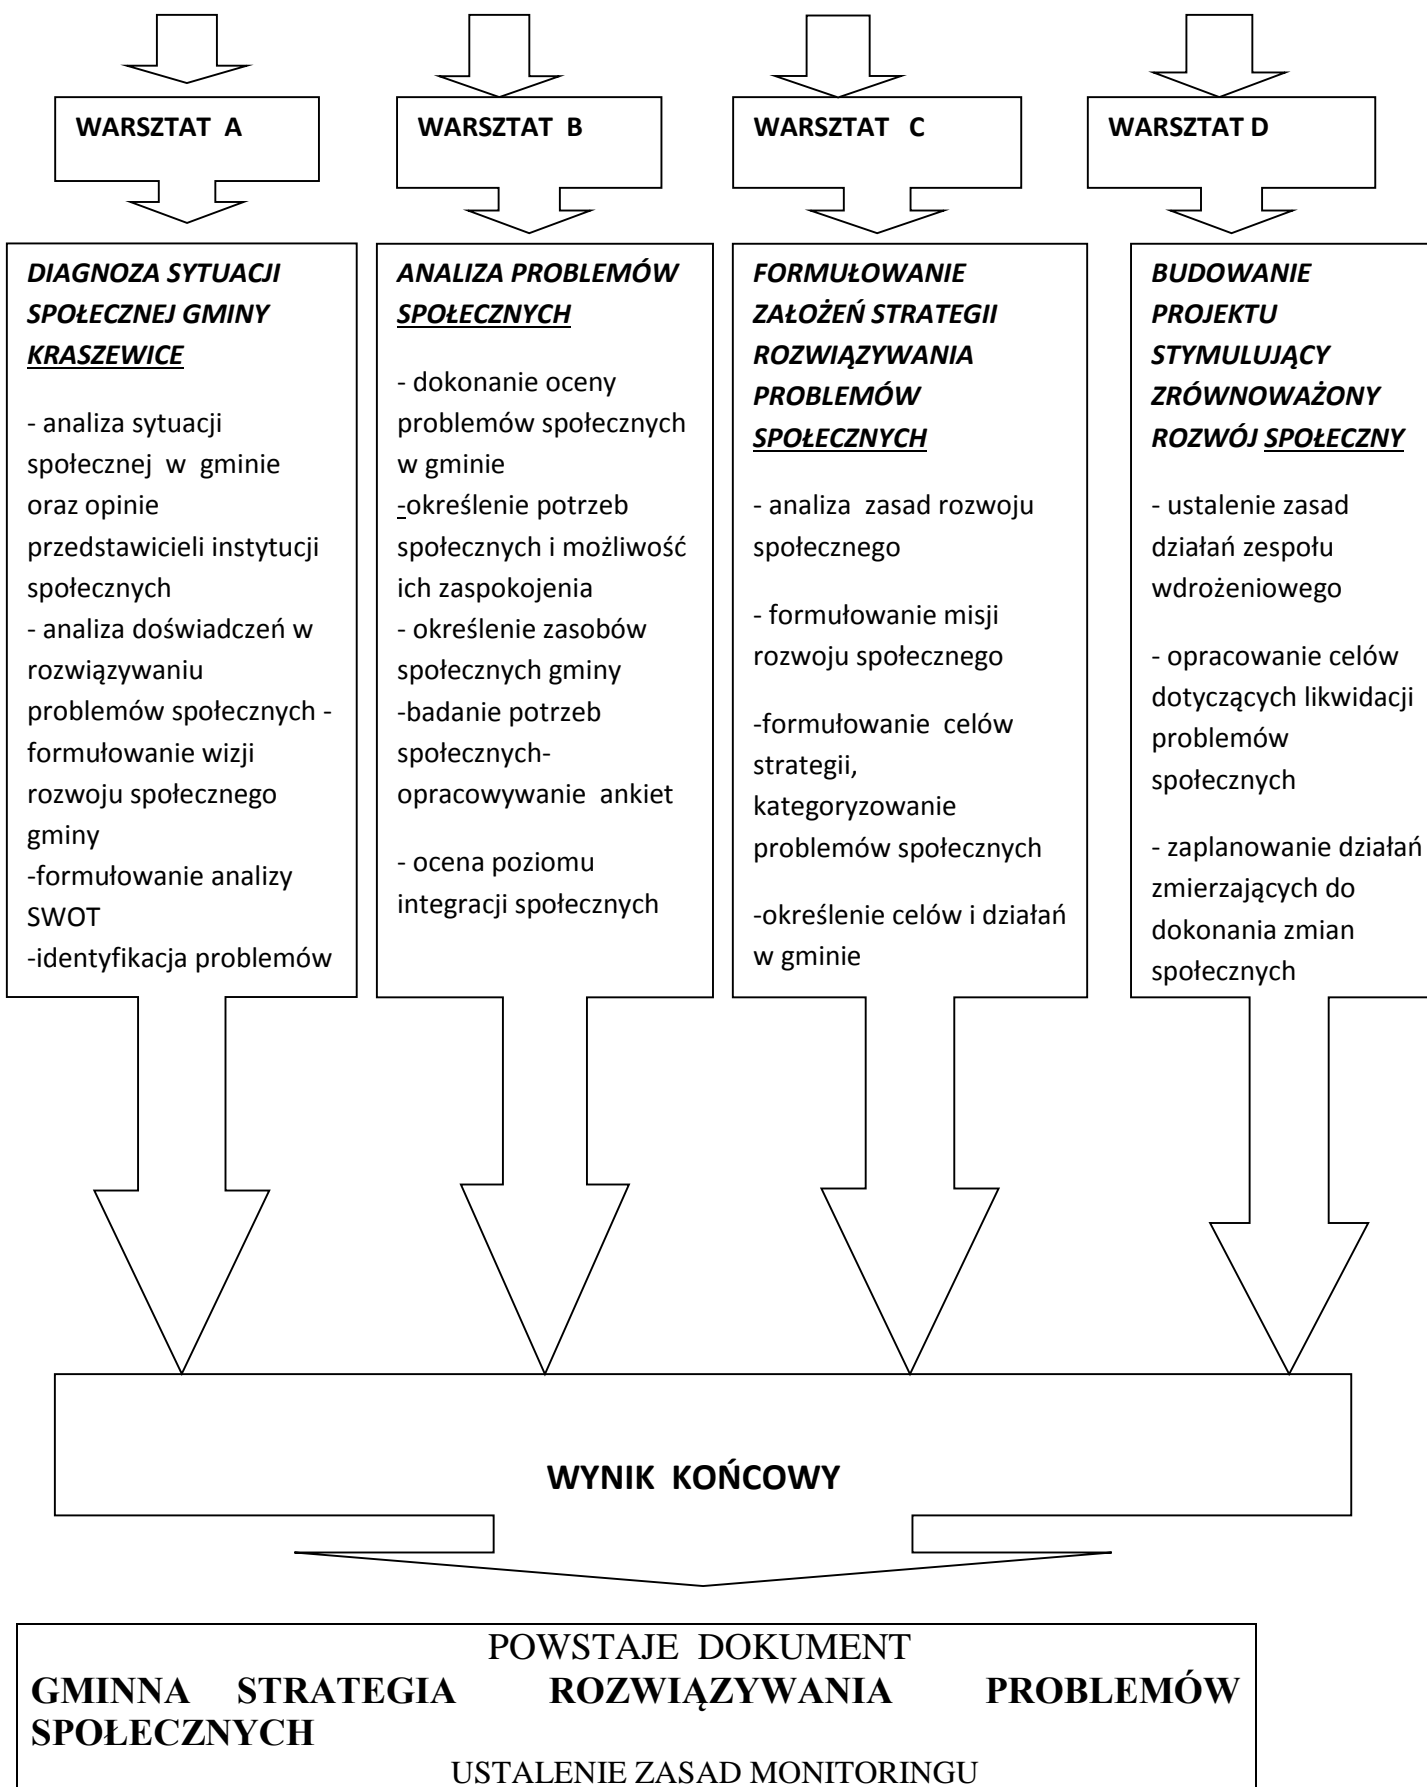 WARSZTAT A
WARSZTAT B
WARSZTAT C
WARSZTAT D
DIAGNOZA SYTUACJI
SPOŁECZNEJ GMINY
KRASZEWICE
- analiza sytuacji
społecznej w gminie
oraz opinie
przedstawicieli instytucji
społecznych
- analiza doświadczeń w
rozwiązywaniu
problemów społecznych -
formułowanie wizji
rozwoju społecznego
gminy
-formułowanie analizy
SWOT
-identyfikacja problemów
ANALIZA PROBLEMÓW
SPOŁECZNYCH
- dokonanie oceny
problemów społecznych
w gminie
-określenie potrzeb
społecznych i możliwość
ich zaspokojenia
- określenie zasobów
społecznych gminy
-badanie potrzeb
społecznych-
opracowywanie ankiet
- ocena poziomu
integracji społecznych
FORMUŁOWANIE
ZAŁOŻEŃ STRATEGII
ROZWIĄZYWANIA
PROBLEMÓW
SPOŁECZNYCH
- analiza zasad rozwoju
społecznego
- formułowanie misji
rozwoju społecznego
-formułowanie celów
strategii,
kategoryzowanie
problemów społecznych
-określenie celów i działań
w gminie
BUDOWANIE
PROJEKTU
STYMULUJĄCY
ZRÓWNOWAŻONY
ROZWÓJ SPOŁECZNY
- ustalenie zasad
działań zespołu
wdrożeniowego
- opracowanie celów
dotyczących likwidacji
problemów
społecznych
- zaplanowanie działań
zmierzających do
dokonania zmian
społecznych
WYNIK KOŃCOWY
POWSTAJE DOKUMENT
GMINNA STRATEGIA ROZWIĄZYWANIA PROBLEMÓW
SPOŁECZNYCH
USTALENIE ZASAD MONITORINGU